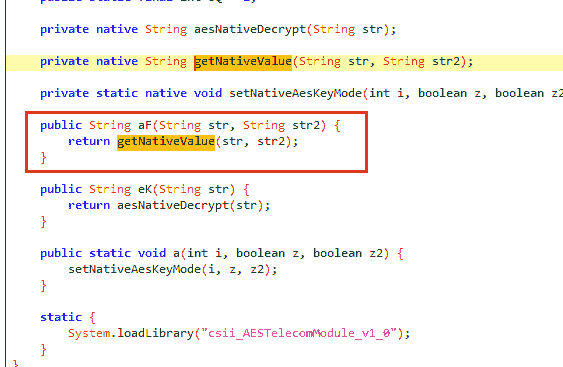 private native String aesNativeDecrypt(String str);
private native String getNativeValue(String str, String str2);
private static native void setNativeAesKeyMode(int i, boolean z, boolean z2
public String aF(String str, String str2) {
return getNativeValue(str, str2);
}
public String eK(String str) {
return aesNativeDecrypt(str);
}
public static void a(int i, boolean z, boolean z2) {
setNativeAesKeyMode(i, z, z2);
}
static {
System.loadLibrary("csii_AESTelecomModule_v1_0");
}
}